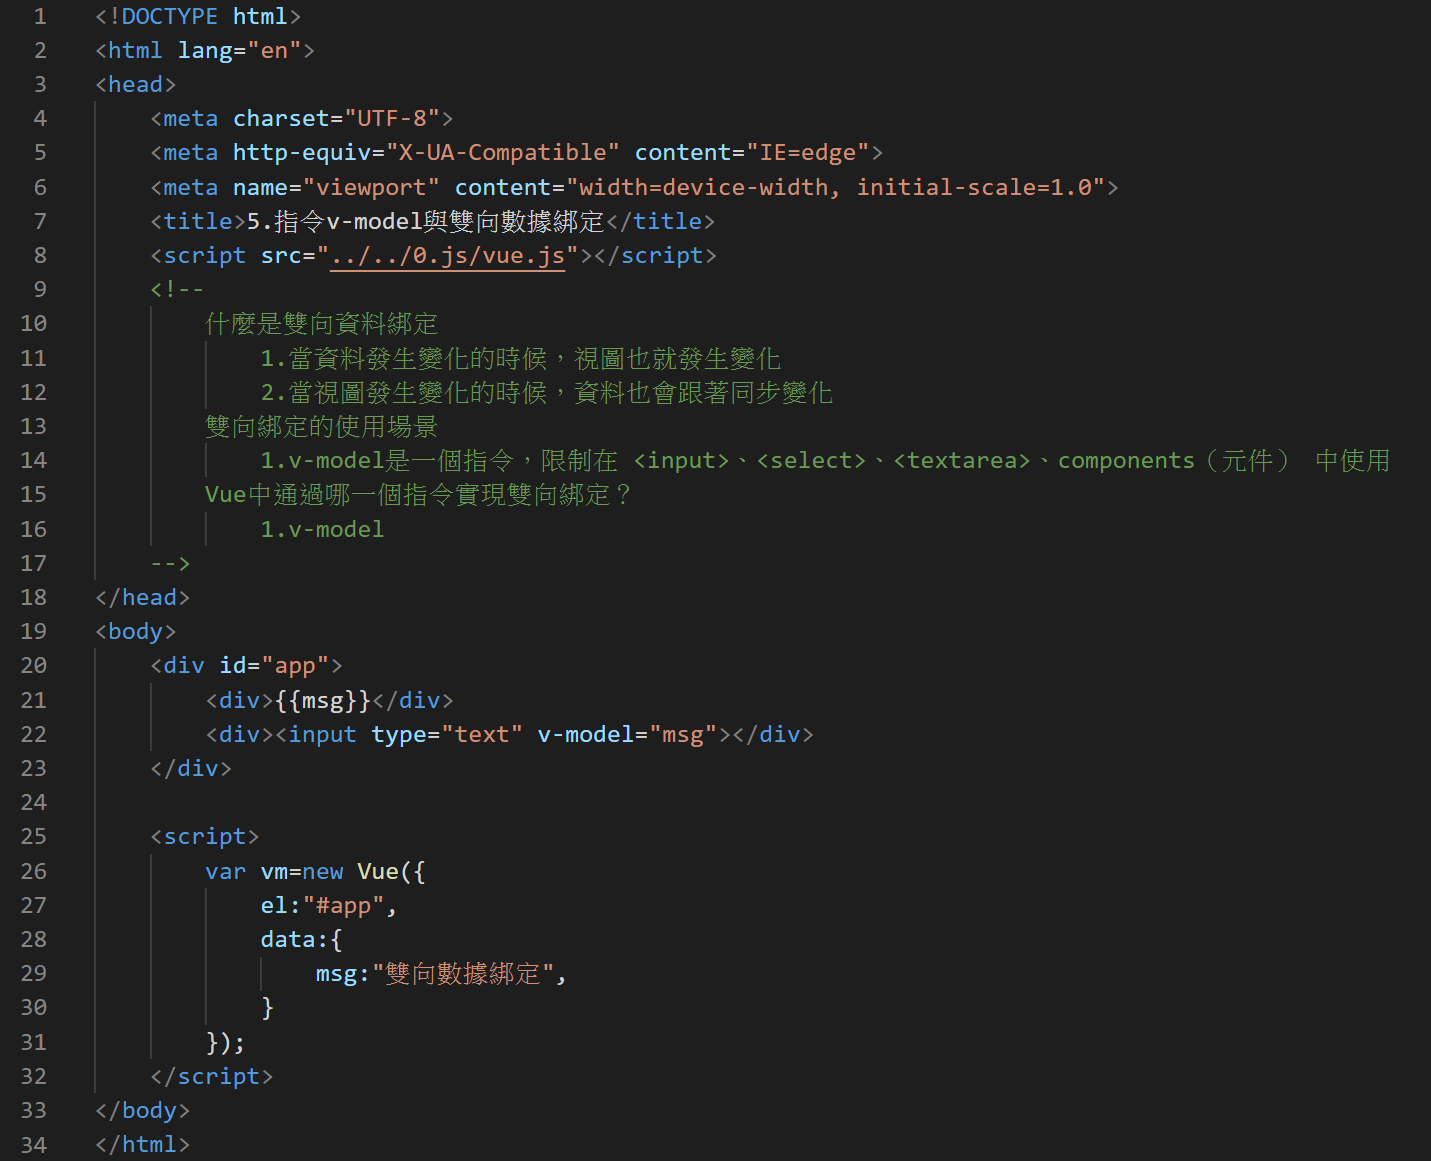 1 <!DOCTYPE html>
2 <html lang="en">
3 <head>
4     <meta charset="UTF-8">
5     <meta http-equiv="X-UA-Compatible" content="IE=edge">
6     <meta name="viewport" content="width=device-width, initial-scale=1.0">
7     <title>5.指令v-model與雙向數據綁定</title>
8     <script src="../../0.js/vue.js"></script>
9     <!--
10         什麼是雙向資料綁定
11             1.當資料發生變化的時候，視圖也就發生變化
12             2.當視圖發生變化的時候，資料也會跟著同步變化
13         雙向綁定的使用場景
14             1.v-model是一個指令，限制在 <input>、<select>、<textarea>、components（元件） 中使用
15         Vue中通過哪一個指令實現雙向綁定？
16             1.v-model
17     -->
18 </head>
19 <body>
20     <div id="app">
21         <div>{{msg}}</div>
22         <div><input type="text" v-model="msg"></div>
23     </div>
24
25     <script>
26         var vm=new Vue({
27             el:"#app",
28             data:{
29                 msg:"雙向數據綁定",
30             }
31         });
32     </script>
33 </body>
34 </html>